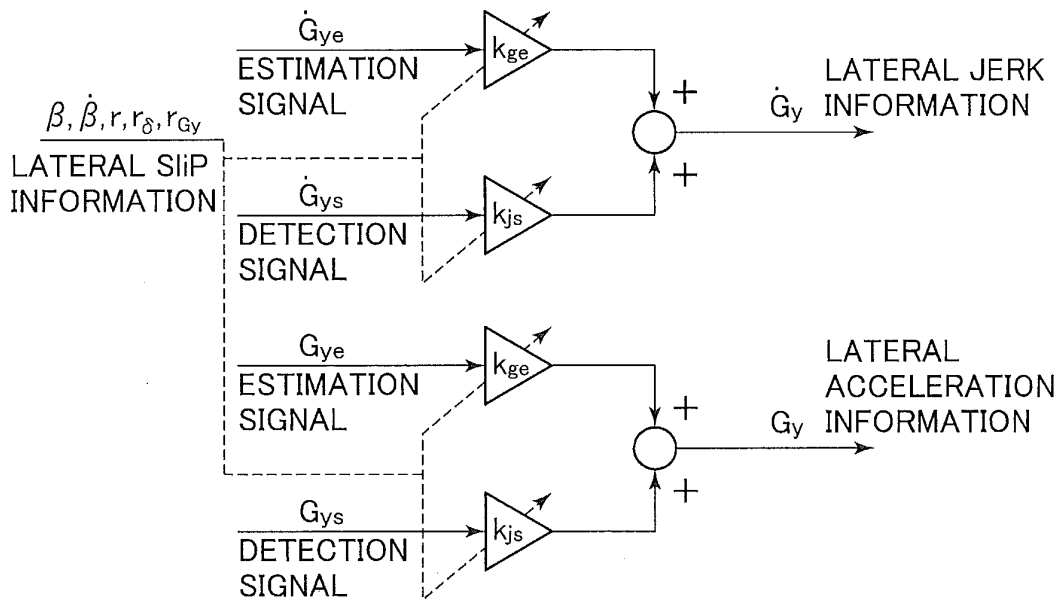 Ġye
ESTIMATION
SIGNAL
kge
LATERAL JERK
INFORMATION
+
Ġy
+
β, β̇, r, rδ, rGy
LATERAL SliP
INFORMATION
Ġys
DETECTION
SIGNAL
kjs
Gye
ESTIMATION
SIGNAL
kge
LATERAL
ACCELERATION
INFORMATION
+
Gy
+
Gys
DETECTION
SIGNAL
kjs